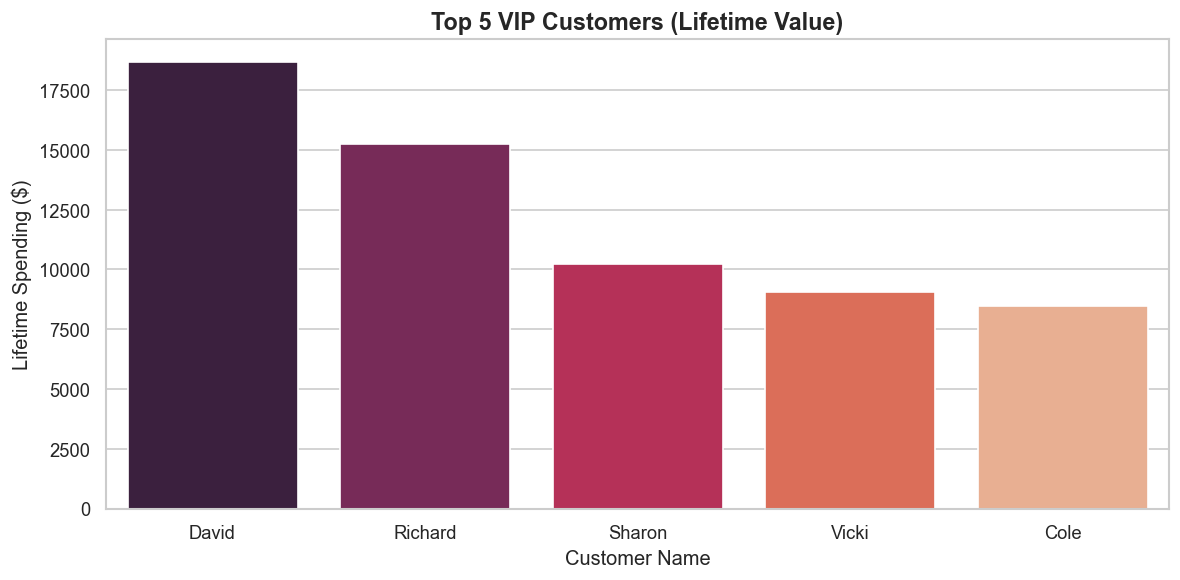 Top 5 VIP Customers (Lifetime Value)
Lifetime Spending ($)
17500
15000
12500
10000
7500
5000
2500
0
David
Richard
Sharon
Vicki
Cole
Customer Name